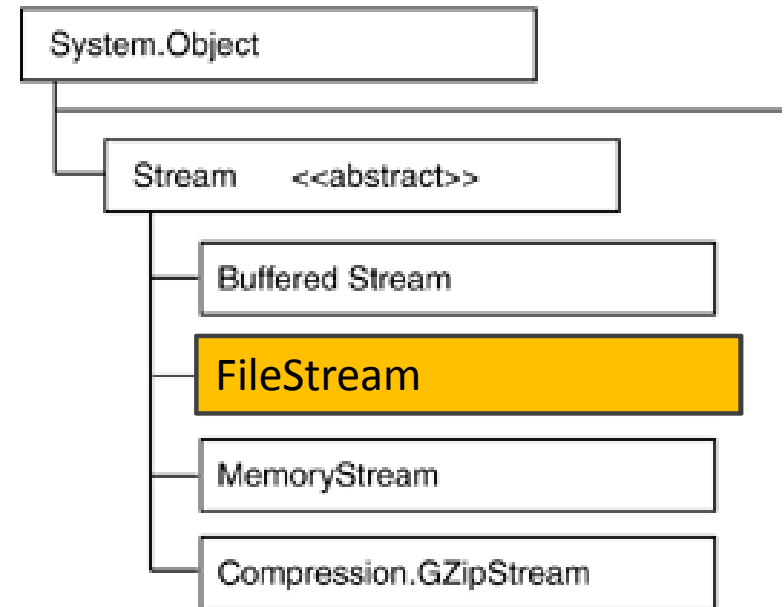 System.Object
Stream <<abstract>>
Buffered Stream
FileStream
MemoryStream
Compression.GZipStream